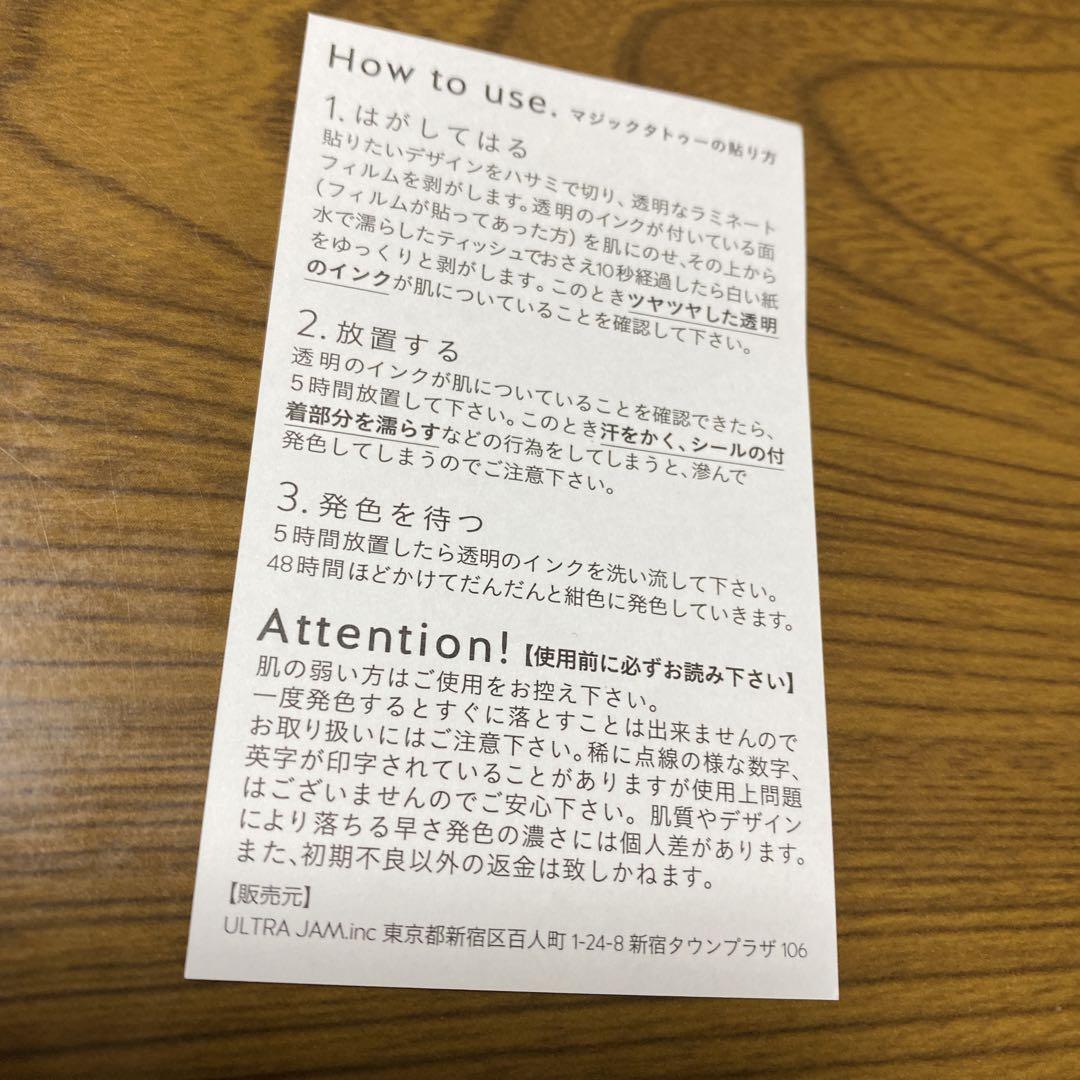 How to use. マジックタトゥーの貼り方
1. はがしてはる
貼りたいデザインをハサミで切り、透明なラミネート
フィルムを剥がします。透明のインクが付いている面
(フィルムが貼ってあった方)を肌にのせ、その上から
水で濡らしたティッシュでおさえ10秒経過したら白い紙
をゆっくりと剥がします。このときツヤツヤした透明
のインクが肌についていることを確認して下さい。
2. 放置する
透明のインクが肌についていることを確認できたら、
5時間放置して下さい。このとき汗をかく、シールの付
着部分を濡らすなどの行為をしてしまうと、滲んで
発色してしまうのでご注意下さい。
3. 発色を待つ
5時間放置したら透明のインクを洗い流して下さい。
48時間ほどかけてだんだんと紺色に発色していきます。
Attention!【使用前に必ずお読み下さい】
肌の弱い方はご使用をお控え下さい。
一度発色するとすぐに落とすことは出来ませんので
お取り扱いにはご注意下さい。稀に点線の様な数字、
英字が印字されていることがありますが使用上問題
はございませんのでご安心下さい。肌質やデザイン
により落ちる早さ発色の濃さには個人差があります。
また、初期不良以外の返金は致しかねます。
【販売元】
ULTRA JAM.inc 東京都新宿区百人町1-24-8 新宿タウンプラザ106